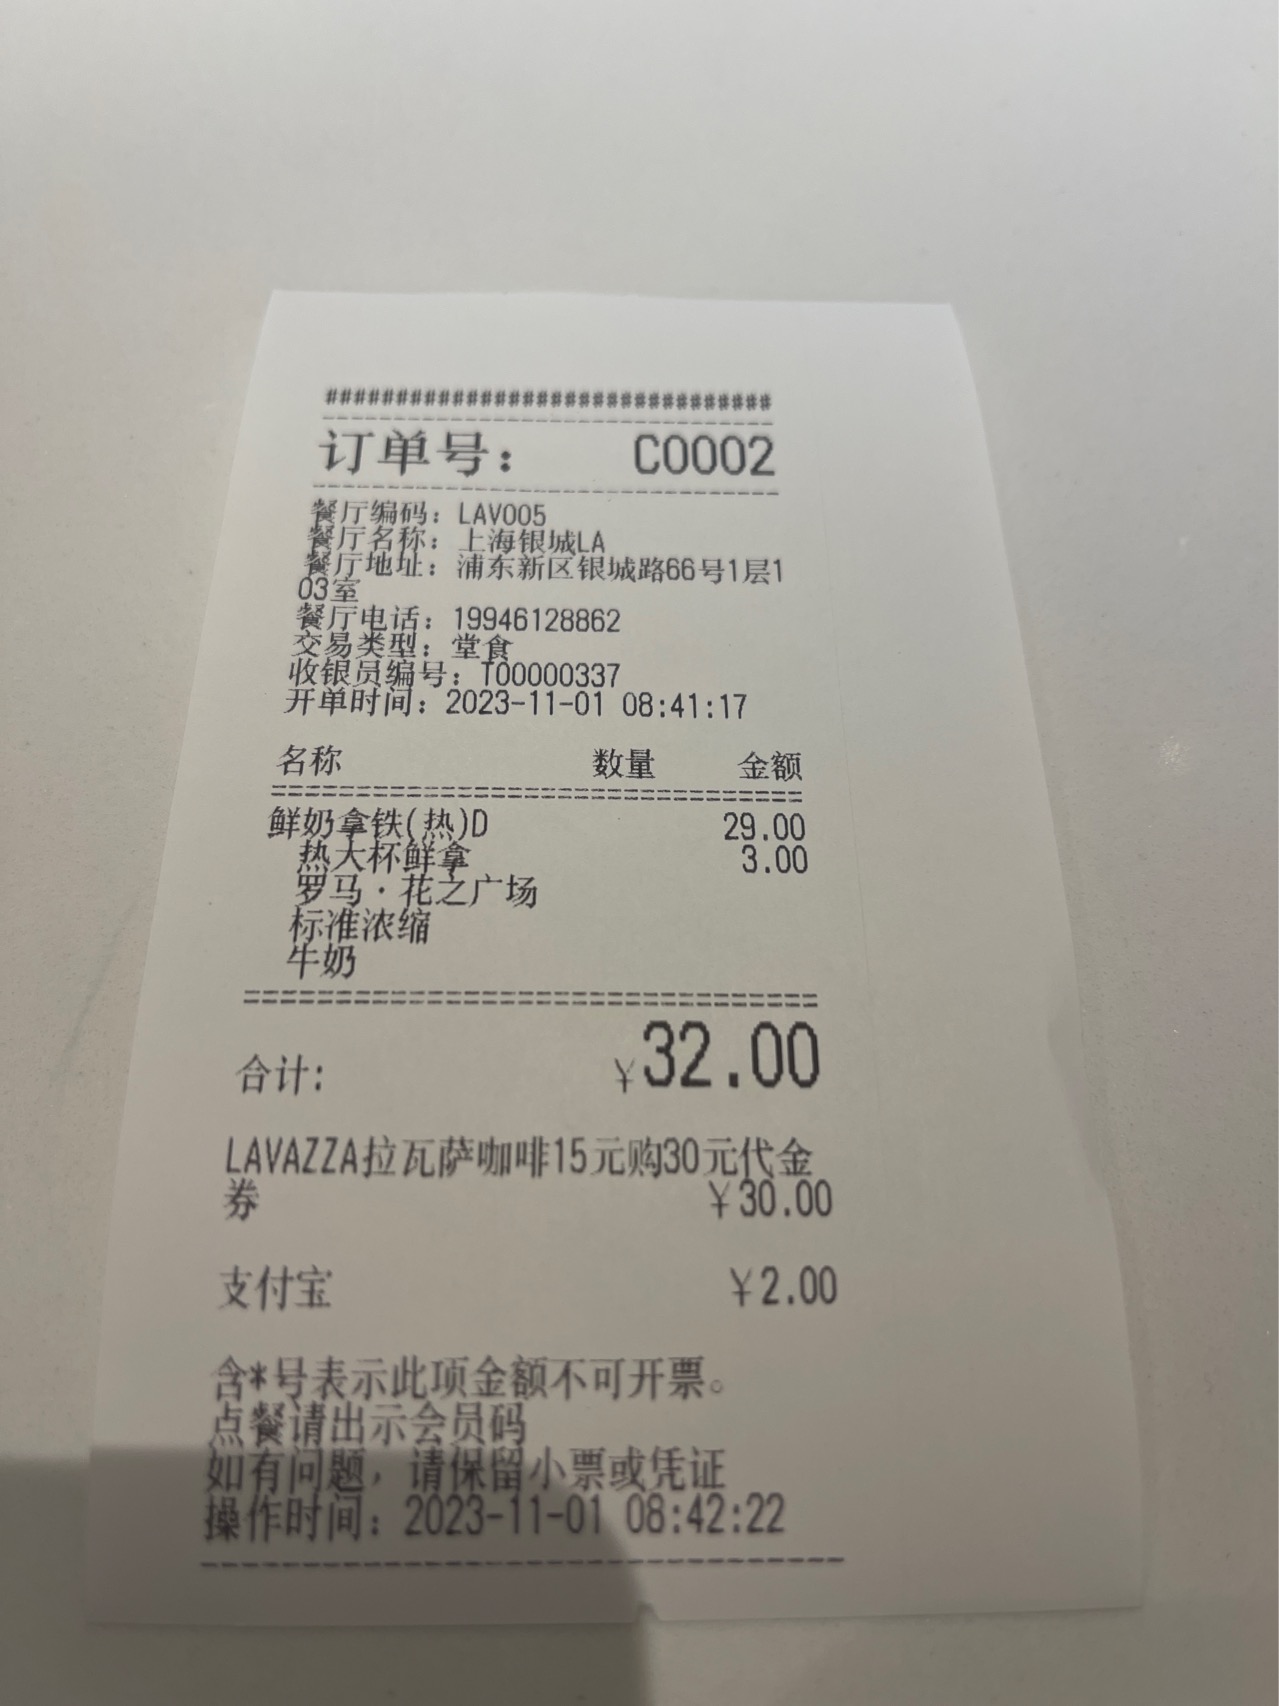 ################################
订单号： C0002
餐厅编码：LAV005
餐厅名称：上海银城LA
餐厅地址：浦东新区银城路66号1层1
03室
餐厅电话：19946128862
交易类型：堂食
收银员编号：T00000337
开单时间：2023-11-01 08:41:17
名称 数量 金额
鲜奶拿铁(热)D 29.00
热大杯鲜拿 3.00
罗马·花之广场
标准浓缩
牛奶
合计: ¥32.00
LAVAZZA拉瓦萨咖啡15元购30元代金
券 ¥30.00
支付宝 ¥2.00
含*号表示此项金额不可开票。
点餐请出示会员码
如有问题，请保留小票或凭证
操作时间：2023-11-01 08:42:22